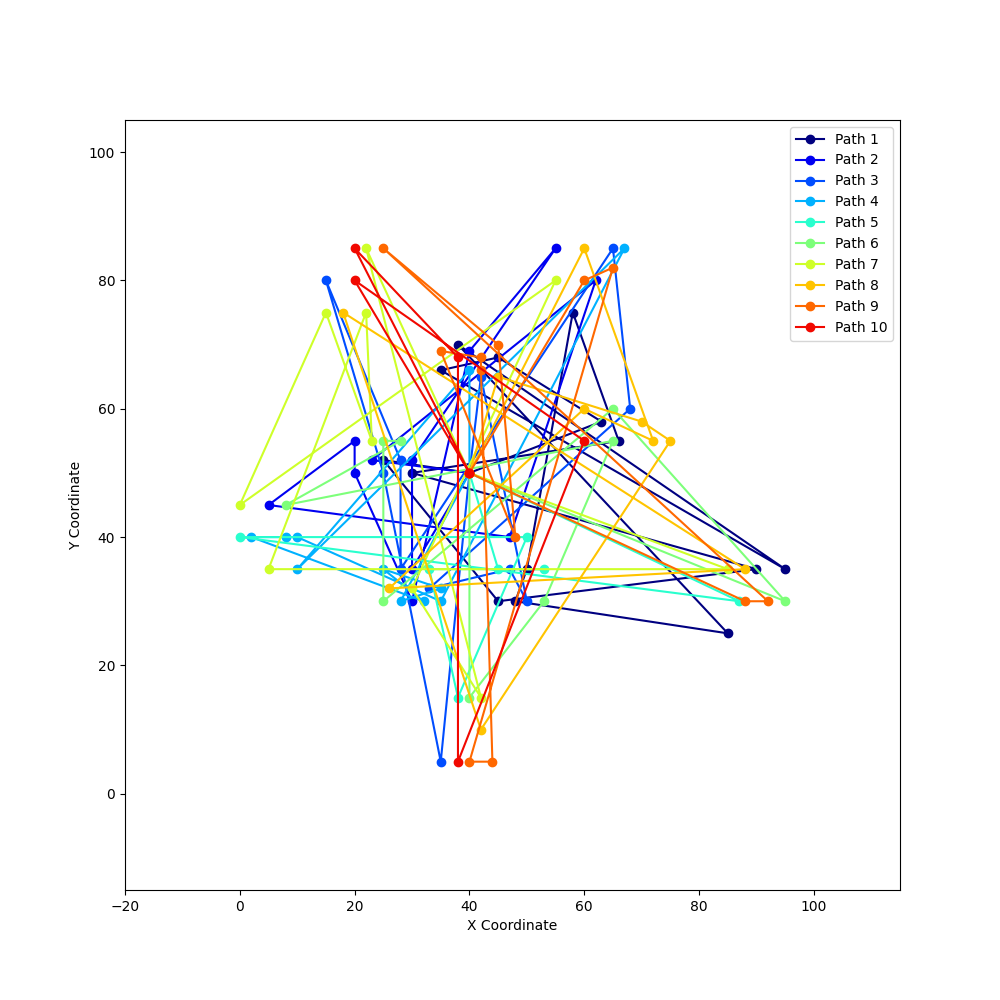 100
80
60
40
20
0
−20
0
20
40
60
80
100
X Coordinate
Y Coordinate
Path 1
Path 2
Path 3
Path 4
Path 5
Path 6
Path 7
Path 8
Path 9
Path 10